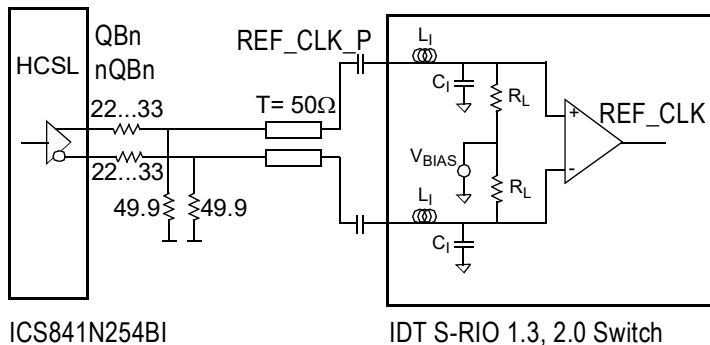 HCSL
QBn
nQBn
REF_CLK_P
22...33
22...33
T= 50Ω
49.9
49.9
L_I
C_I
R_L
V_BIAS
R_L
L_I
C_I
+
-
REF_CLK
ICS841N254BI
IDT S-RIO 1.3, 2.0 Switch